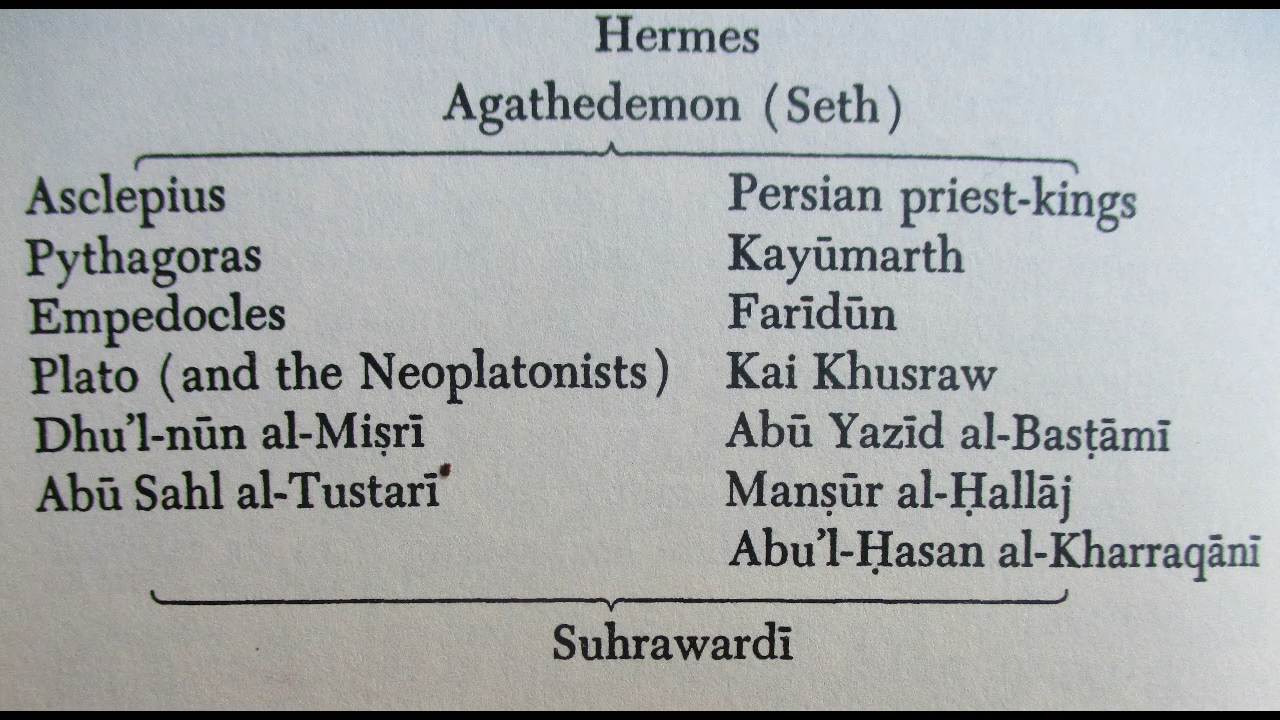 Hermes
Agathedemon (Seth)
Asclepius
Pythagoras
Empedocles
Plato (and the Neoplatonists)
Dhu’l-nūn al-Miṣrī
Abū Sahl al-Tustarī
Persian priest-kings
Kayūmarth
Farīdūn
Kai Khusraw
Abū Yazīd al-Basṭāmī
Manṣūr al-Ḥallāj
Abu’l-Ḥasan al-Kharraqānī
Suhrawardī